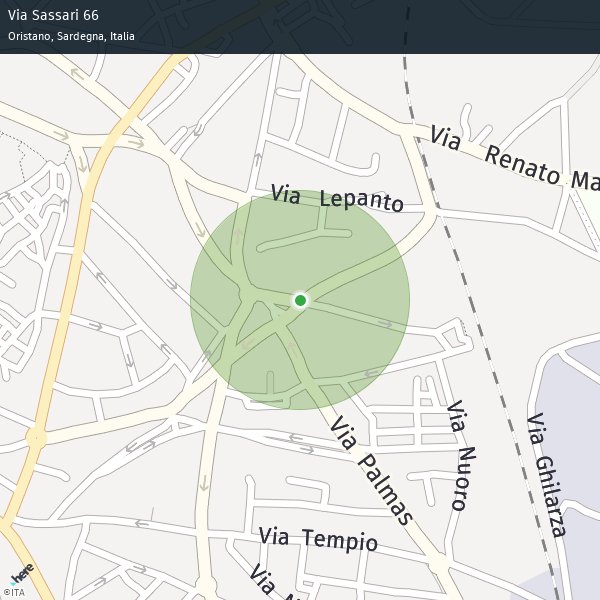 Via Sassari 66
Oristano, Sardegna, Italia
Via Renato Ma
Via Lepanto
Via Palmas
Via Nuoro
Via Ghilarza
Via Tempio
Via N
here
©ITA